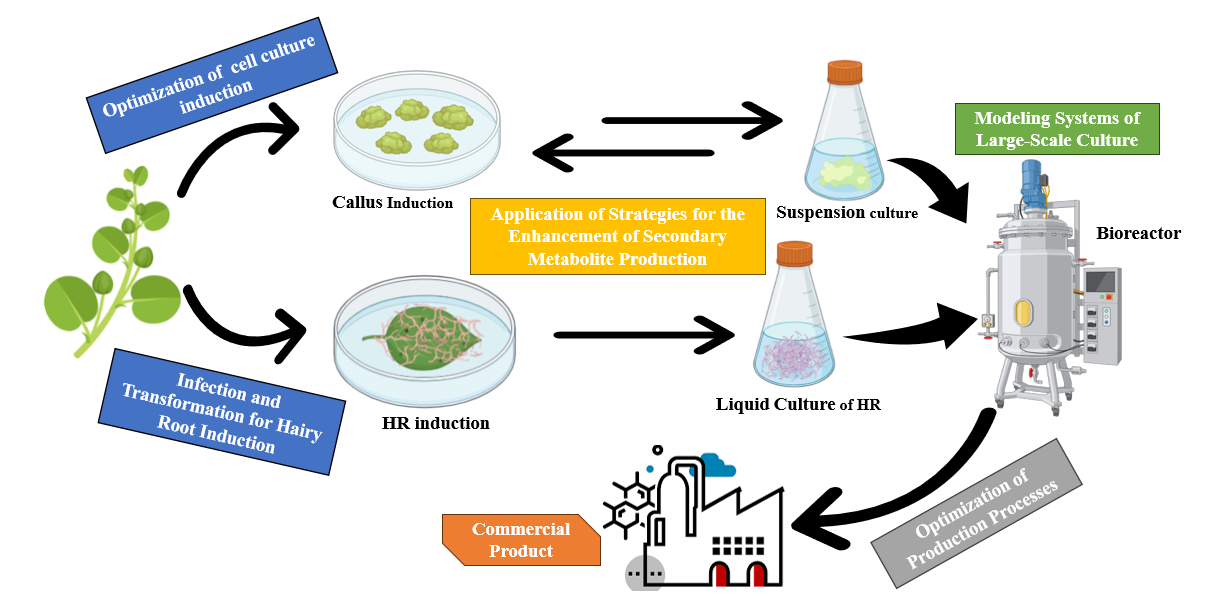 Optimization of cell culture
induction
Callus Induction
Suspension culture
Modeling Systems of
Large-Scale Culture
Bioreactor
Application of Strategies for the
Enhancement of Secondary
Metabolite Production
Infection and
Transformation for Hairy
Root Induction
HR induction
Liquid Culture of HR
Optimization of
Production Processes
Commercial
Product